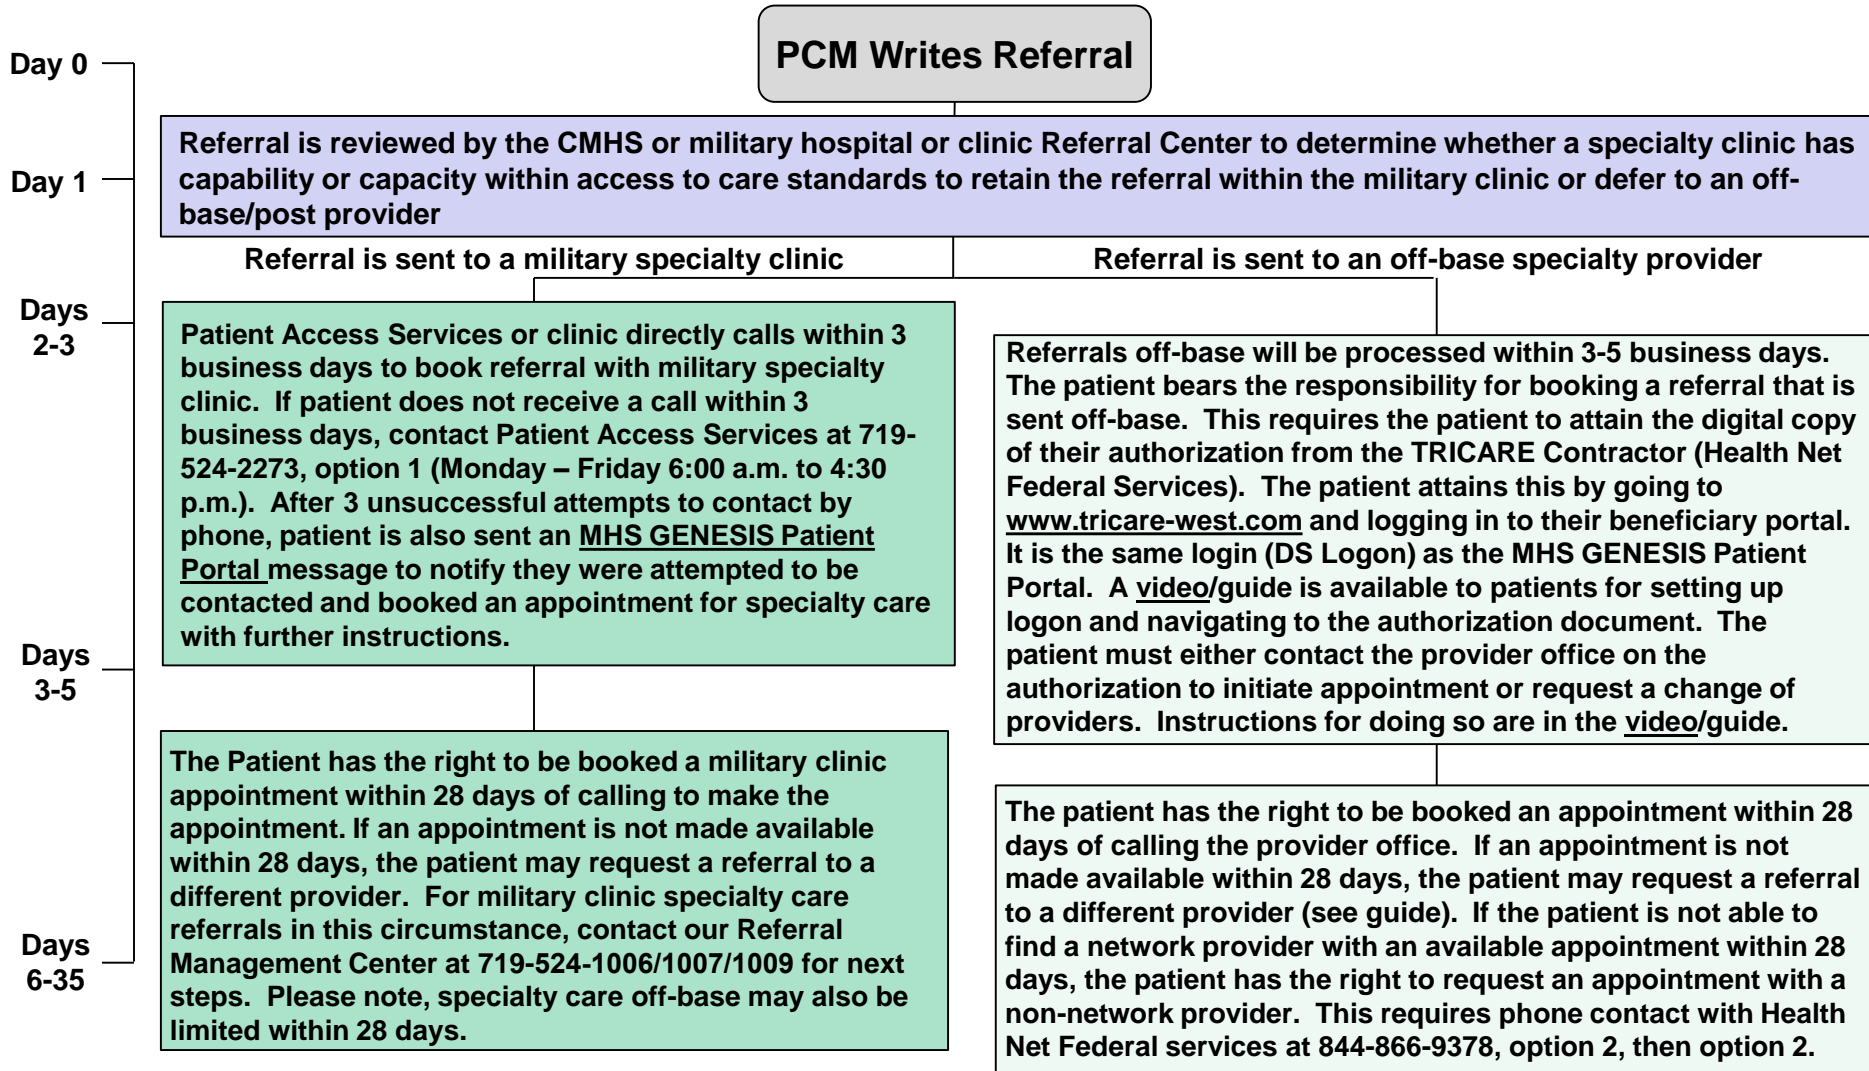 PCM Writes Referral
Day 0
Referral is reviewed by the CMHS or military hospital or clinic Referral Center to determine whether a specialty clinic has
capability or capacity within access to care standards to retain the referral within the military clinic or defer to an off-
base/post provider
Day 1
Referral is sent to a military specialty clinic
Referral is sent to an off-base specialty provider
Days
2-3
Patient Access Services or clinic directly calls within 3
business days to book referral with military specialty
clinic.  If patient does not receive a call within 3
business days, contact Patient Access Services at 719-
524-2273, option 1 (Monday – Friday 6:00 a.m. to 4:30
p.m.).  After 3 unsuccessful attempts to contact by
phone, patient is also sent an MHS GENESIS Patient
Portal message to notify they were attempted to be
contacted and booked an appointment for specialty care
with further instructions.
Referrals off-base will be processed within 3-5 business days.
The patient bears the responsibility for booking a referral that is
sent off-base.  This requires the patient to attain the digital copy
of their authorization from the TRICARE Contractor (Health Net
Federal Services).  The patient attains this by going to
www.tricare-west.com and logging in to their beneficiary portal.
It is the same login (DS Logon) as the MHS GENESIS Patient
Portal.  A video/guide is available to patients for setting up
logon and navigating to the authorization document.  The
patient must either contact the provider office on the
authorization to initiate appointment or request a change of
providers.  Instructions for doing so are in the video/guide.
Days
3-5
The Patient has the right to be booked a military clinic
appointment within 28 days of calling to make the
appointment. If an appointment is not made available
within 28 days, the patient may request a referral to a
different provider.  For military clinic specialty care
referrals in this circumstance, contact our Referral
Management Center at 719-524-1006/1007/1009 for next
steps.  Please note, specialty care off-base may also be
limited within 28 days.
The patient has the right to be booked an appointment within 28
days of calling the provider office.  If an appointment is not
made available within 28 days, the patient may request a referral
to a different provider (see guide).  If the patient is not able to
find a network provider with an available appointment within 28
days, the patient has the right to request an appointment with a
non-network provider.  This requires phone contact with Health
Net Federal services at 844-866-9378, option 2, then option 2.
Days
6-35